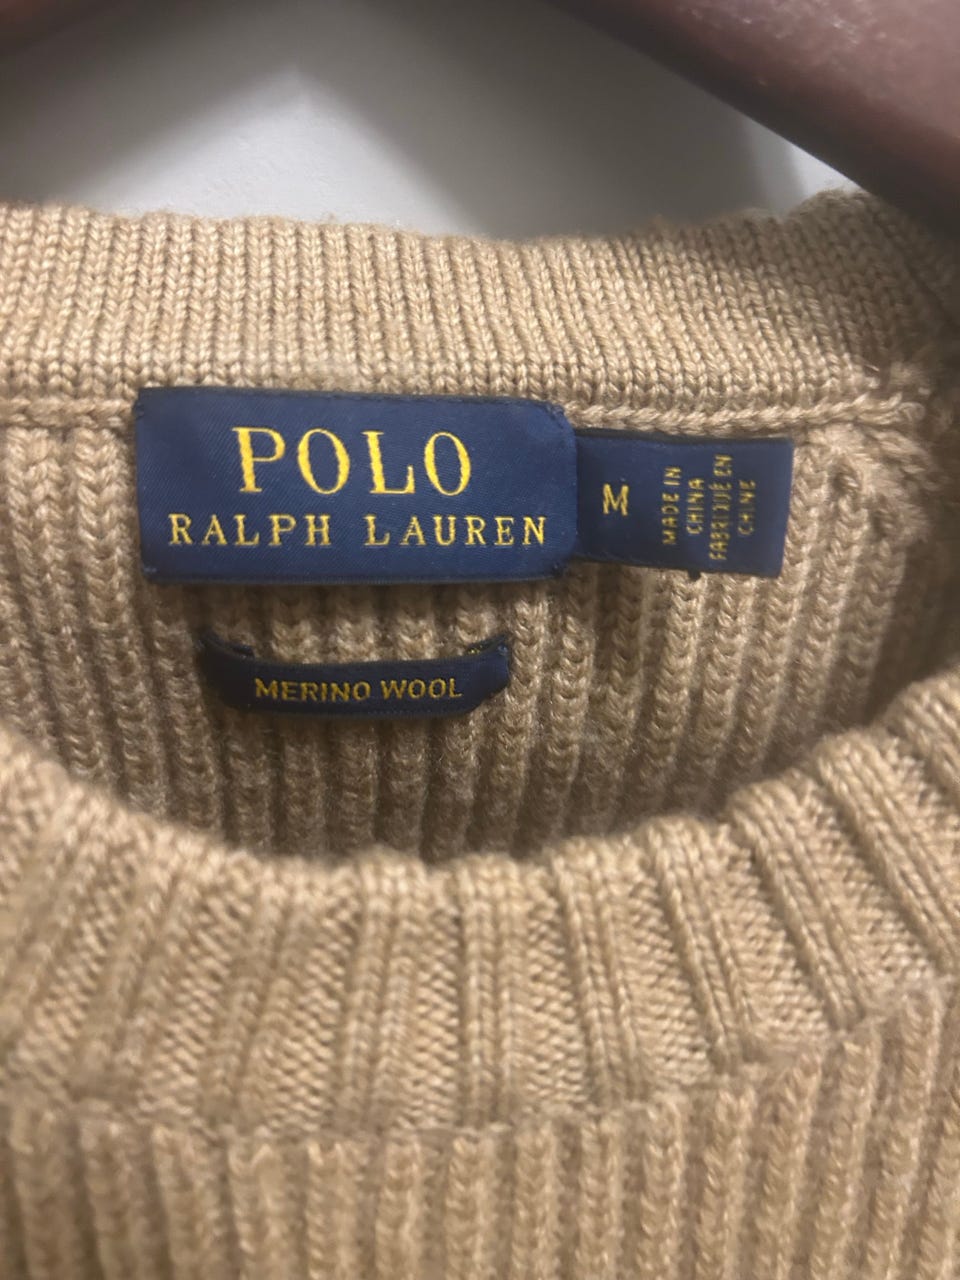 POLO
RALPH LAUREN
M
MADE IN
CHINA
FABRIQUÉ EN
CHINE
MERINO WOOL